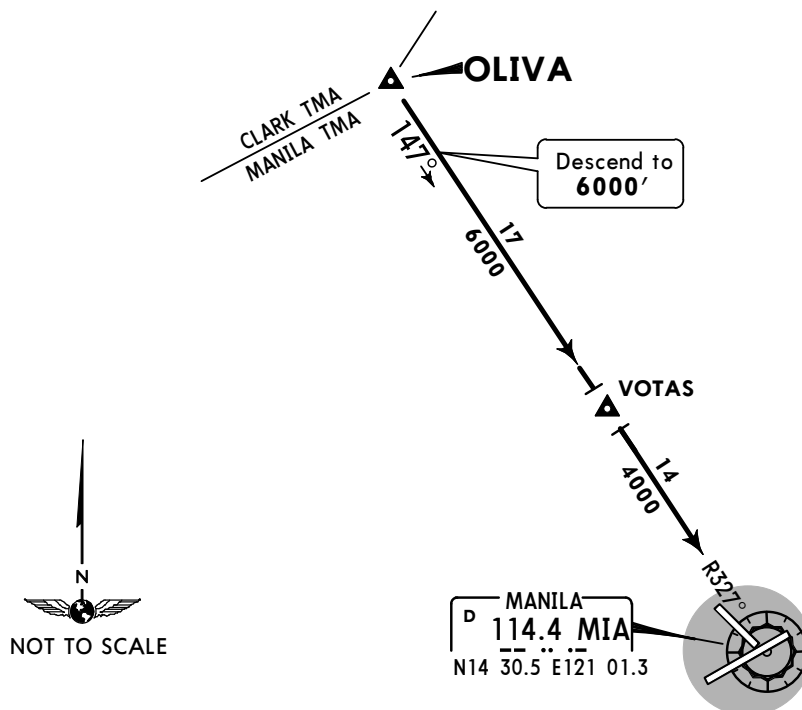 OLIVA
CLARK TMA
MANILA TMA
147°
Descend to
6000′
17
6000
VOTAS
14
4000
R327°
N
NOT TO SCALE
MANILA
D 114.4 MIA
N14 30.5 E121 01.3